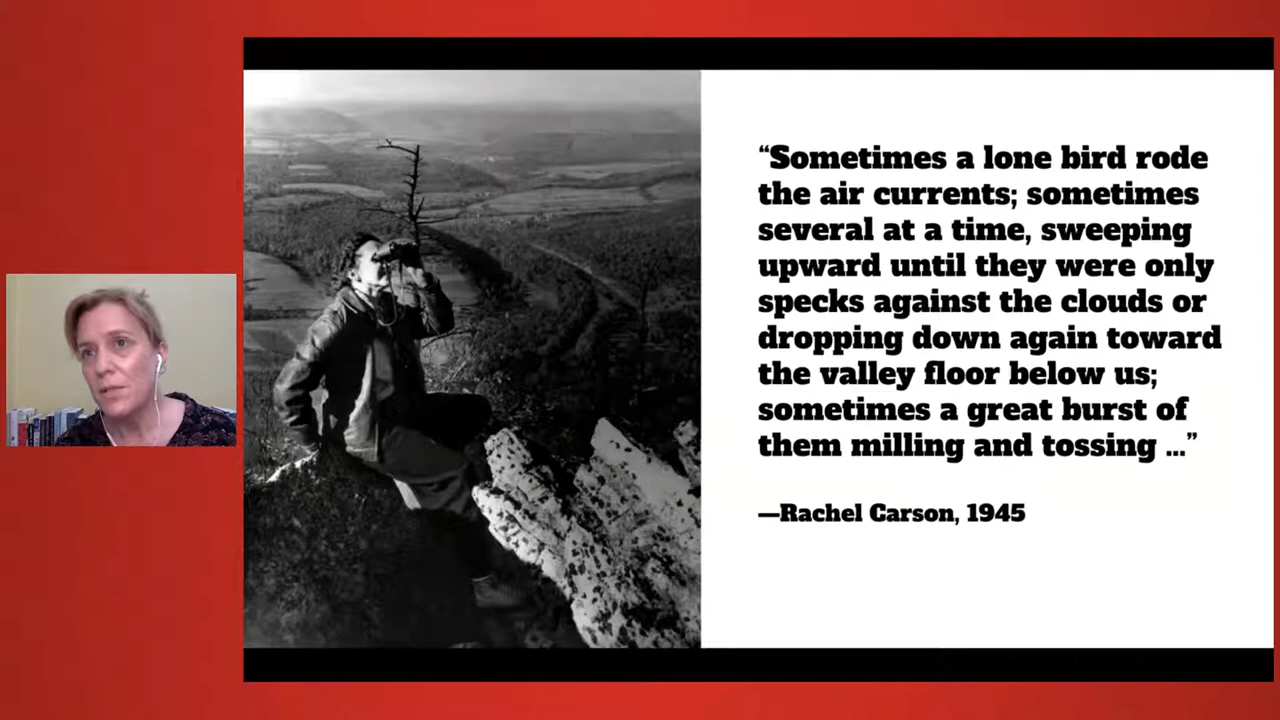 “Sometimes a lone bird rode
the air currents; sometimes
several at a time, sweeping
upward until they were only
specks against the clouds or
dropping down again toward
the valley floor below us;
sometimes a great burst of
them milling and tossing ...”
—Rachel Carson, 1945